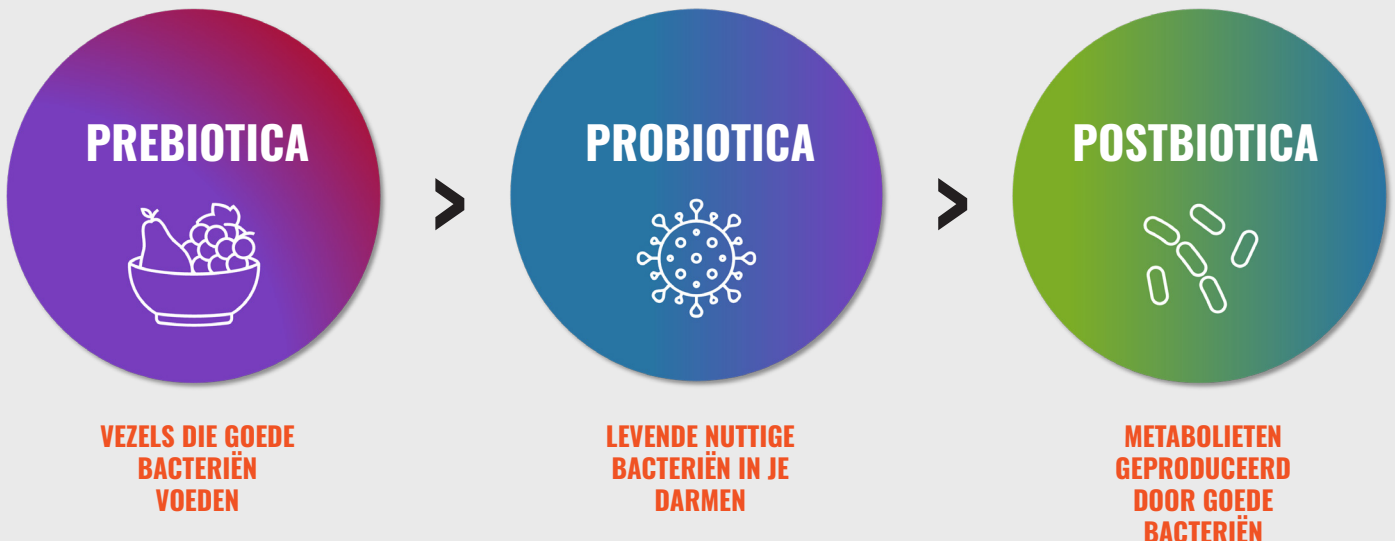 PREBIOTICA
>
PROBIOTICA
>
POSTBIOTICA
VEZELS DIE GOEDE
BACTERIËN
VOEDEN
LEVENDE NUTTIGE
BACTERIËN IN JE
DARMEN
METABOLIETEN
GEPRODUCEERD
DOOR GOEDE
BACTERIËN